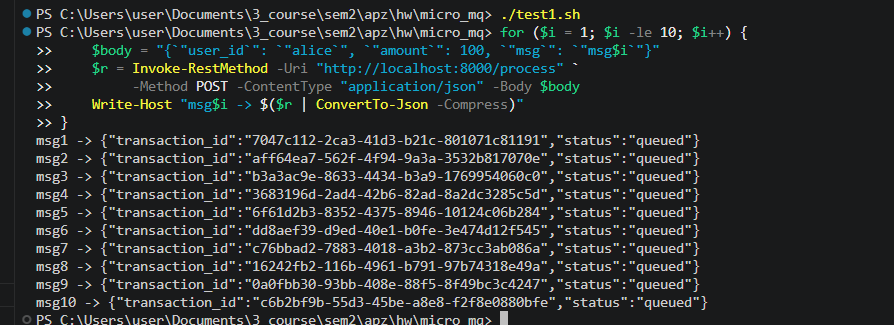 PS C:\Users\user\Documents\3_course\sem2\apz\hw\micro_mq> ./test1.sh
PS C:\Users\user\Documents\3_course\sem2\apz\hw\micro_mq> for ($i = 1; $i -le 10; $i++) {
>>     $body = "{`"user_id`": `"alice`", `"amount`": 100, `"msg`": `"msg$i`"}"
>>     $r = Invoke-RestMethod -Uri "http://localhost:8000/process" `
>>          -Method POST -ContentType "application/json" -Body $body
>>     Write-Host "msg$i -> $($r | ConvertTo-Json -Compress)"
>> }
msg1 -> {"transaction_id":"7047c112-2ca3-41d3-b21c-801071c81191","status":"queued"}
msg2 -> {"transaction_id":"aff64ea7-562f-4f94-9a3a-3532b817070e","status":"queued"}
msg3 -> {"transaction_id":"b3a3ac9e-8633-4434-b3a9-1769954060c0","status":"queued"}
msg4 -> {"transaction_id":"3683196d-2ad4-42b6-82ad-8a2dc3285c5d","status":"queued"}
msg5 -> {"transaction_id":"6f61d2b3-8352-4375-8946-10124c06b284","status":"queued"}
msg6 -> {"transaction_id":"dd8aef39-d9ed-40e1-b0fe-3e474d12f545","status":"queued"}
msg7 -> {"transaction_id":"c76bbad2-7883-4018-a3b2-873cc3ab086a","status":"queued"}
msg8 -> {"transaction_id":"16242fb2-116b-4961-b791-97b74318e49a","status":"queued"}
msg9 -> {"transaction_id":"0a0fbb30-93bb-408e-88f5-8f49bc3c4247","status":"queued"}
msg10 -> {"transaction_id":"c6b2bf9b-55d3-45be-a8e8-f2f8e0880bfe","status":"queued"}
PS C:\Users\user\Documents\3_course\sem2\apz\hw\micro_mq>